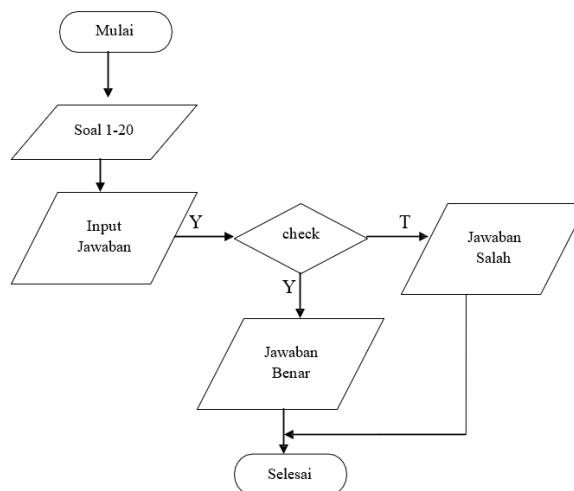 Mulai
Soal 1-20
Input
Jawaban
Y
check
T
Jawaban
Salah
Y
Jawaban
Benar
Selesai